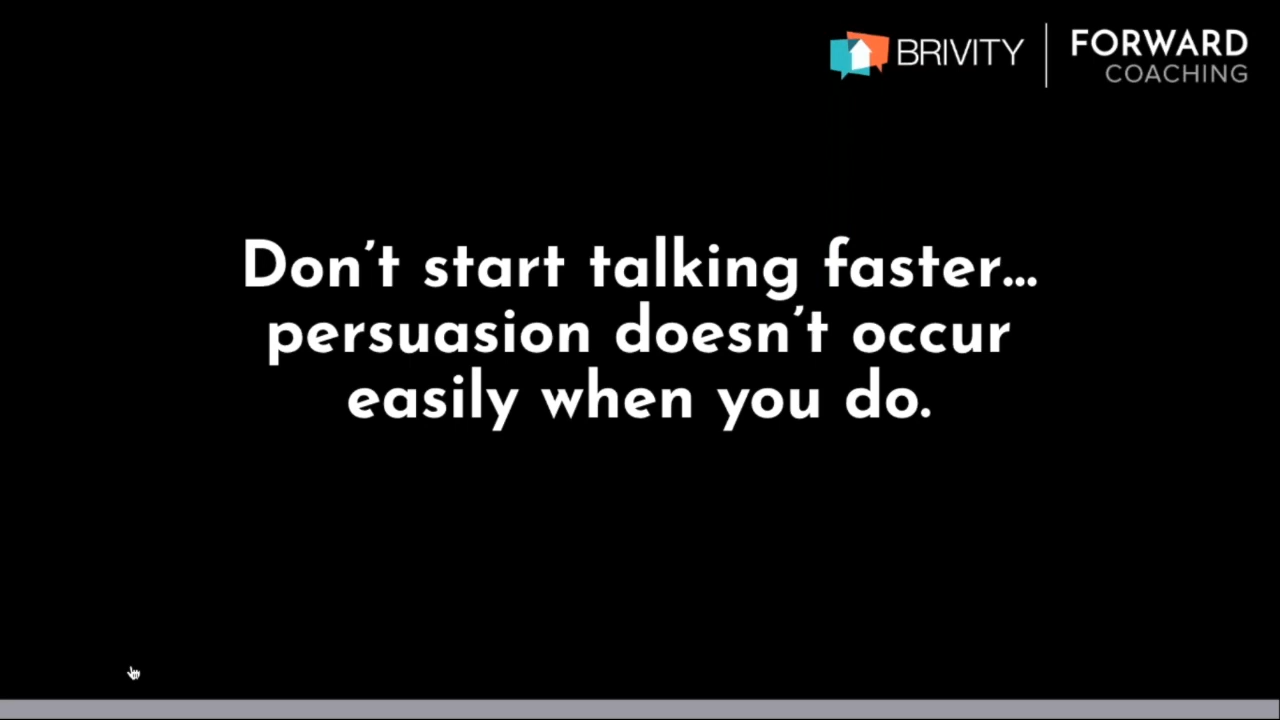 BRIVITY
FORWARD
COACHING
Don’t start talking faster...
persuasion doesn’t occur
easily when you do.